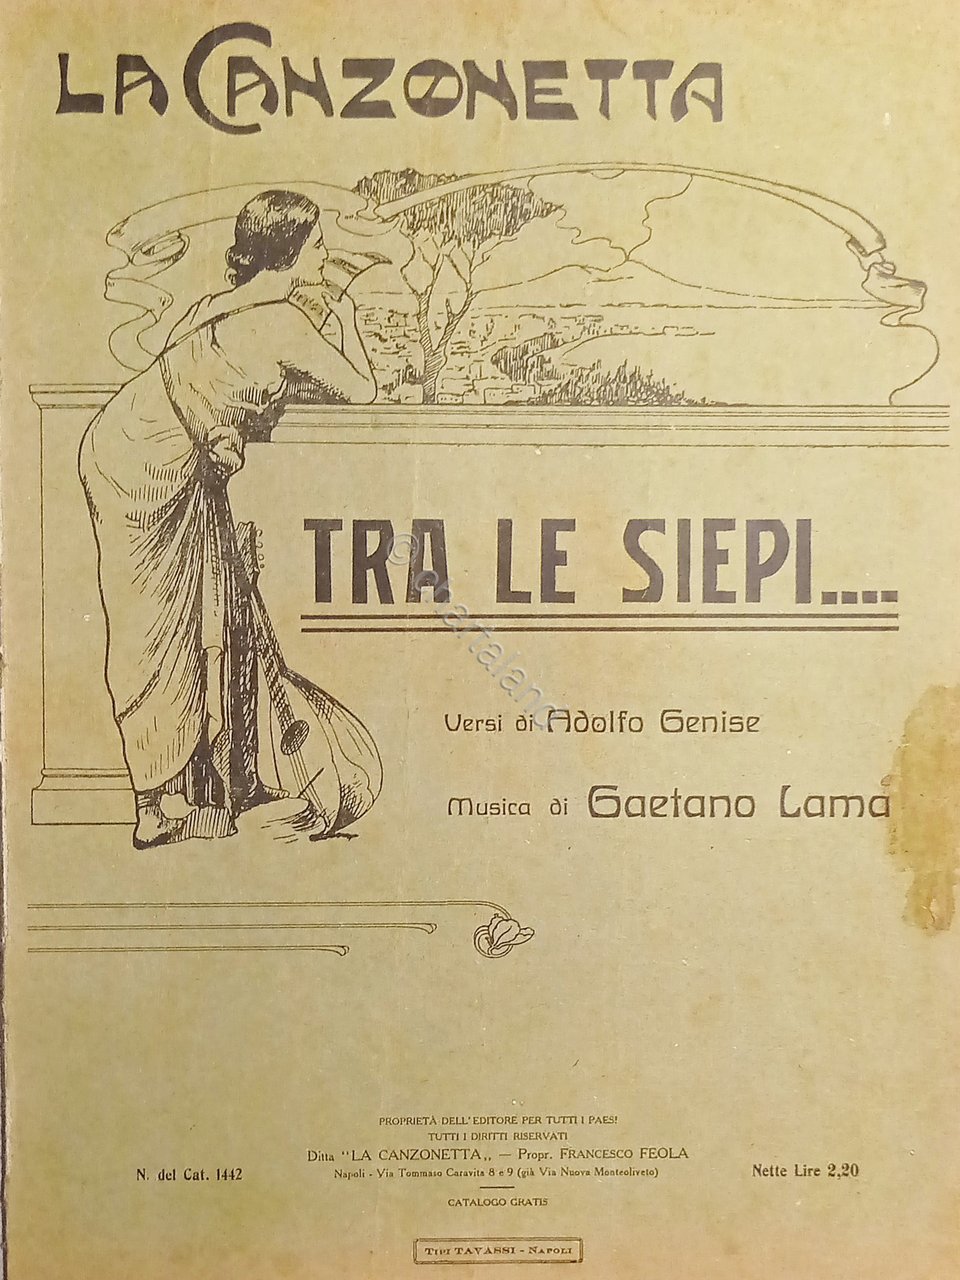 LA CANZONETTA
TRA LE SIEPI....
Versi di Adolfo Genise
Musica di Gaetano Lama
PROPRIETÀ DELL'EDITORE PER TUTTI I PAESI
TUTTI I DIRITTI RISERVATI
Ditta "LA CANZONETTA„ — Propr. FRANCESCO FEOLA
Napoli - Via Tommaso Caravita 8 e 9 (già Via Nuova Monteoliveto)
N. del Cat. 1442
Nette Lire 2,20
CATALOGO GRATIS
TIPI TAVASSI - NAPOLI